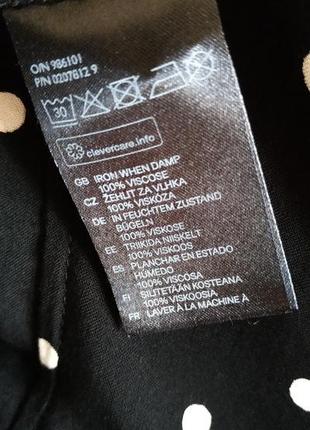 O/N 986101
P/N 0207812 9
30
clevercare.info
GB IRON WHEN DAMP
100% VISCOSE
CZ ŽEHLIT ZA VLHKA
100% VISKÓZA
DE IN FEUCHTEM ZUSTAND
BÜGELN
100% VISKOSE
EE TRIIKIDA NIISKELT
100% VISKOOS
ES PLANCHAR EN ESTADO
HÚMEDO
100% VISCOSA
FI SILITETÄÄN KOSTEANA
100% VISKOOSIA
FR LAVER À LA MACHINE À